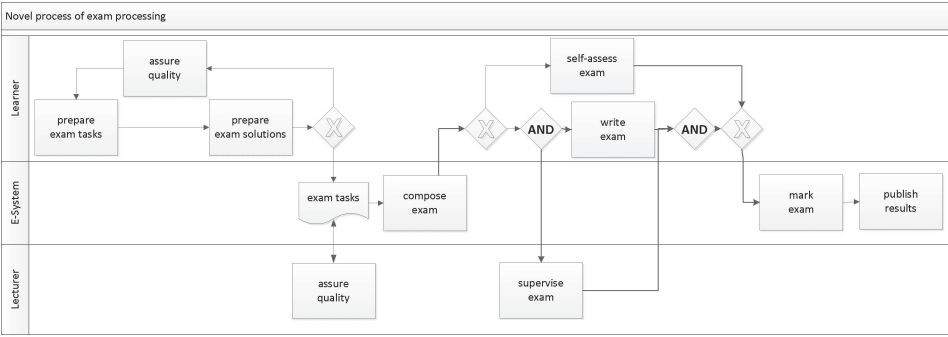 Novel process of exam processing
Learner
assure
quality
prepare
exam tasks
prepare
exam solutions
X
self-assess
exam
X
AND
write
exam
AND
X
E-System
exam tasks
compose
exam
mark
exam
publish
results
Lecturer
assure
quality
supervise
exam